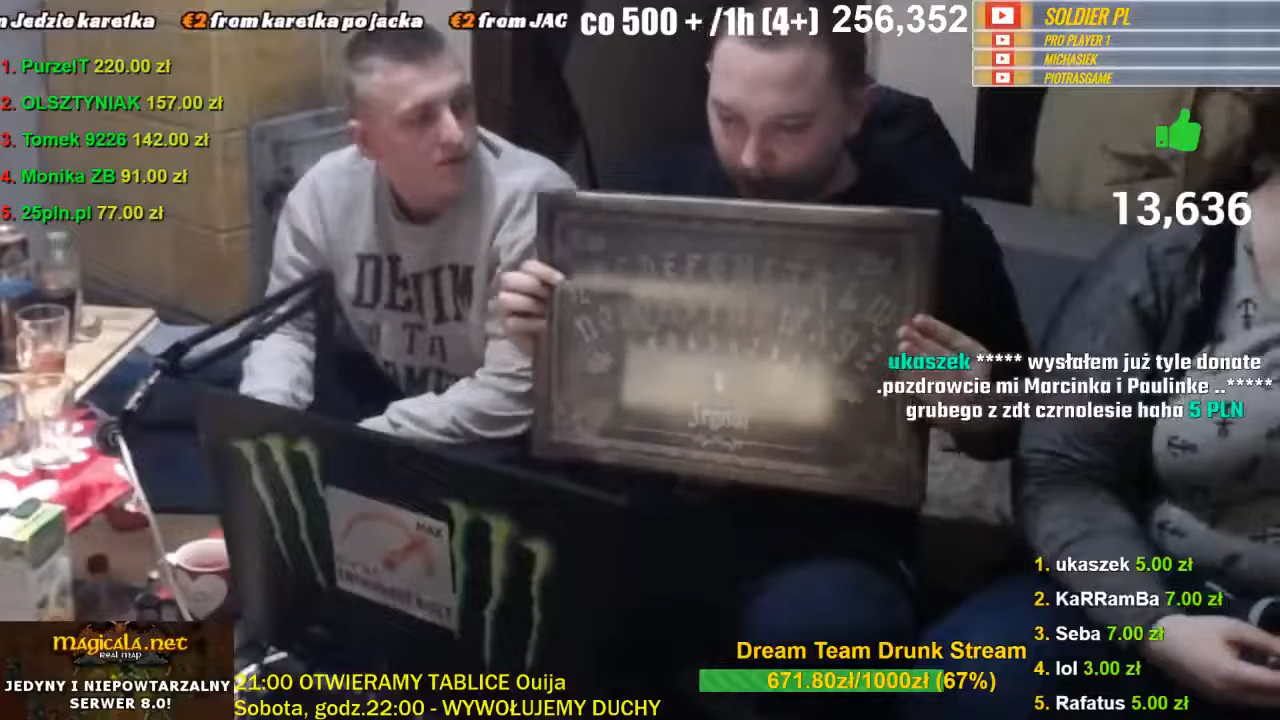 n Jedzie karetka €2 from karetka po jacka €2 from JAC
co 500 + /1h (4+) 256,352
SOLDIER PL
PRO PLAYER 1
MICHASIEK
PIOTRASGAME
1. PurzelT 220.00 zł
2. OLSZTYNIAK 157.00 zł
3. Tomek 9226 142.00 zł
4. Monika ZB 91.00 zł
5. 25pln.pl 77.00 zł
13,636
DENIM
ukaszek ***** wysłałem już tyle donate
.pozdrowcie mi Marcinka i Paulinke ..*****
grubego z zdt czrnolesie haha 5 PLN
MAX
1. ukaszek 5.00 zł
2. KaRRamBa 7.00 zł
3. Seba 7.00 zł
4. lol 3.00 zł
5. Rafatus 5.00 zł
Magicala.net
REAL MAP
JEDYNY I NIEPOWTARZALNY
SERWER 8.0!
Dream Team Drunk Stream
671.80zł/1000zł (67%)
21:00 OTWIERAMY TABLICE Ouija
Sobota, godz.22:00 - WYWOŁUJEMY DUCHY